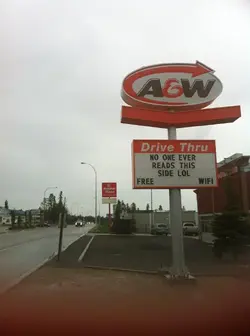 A&W
Drive Thru
NO ONE EVER
READS THIS
SIDE LOL
FREE WIFI